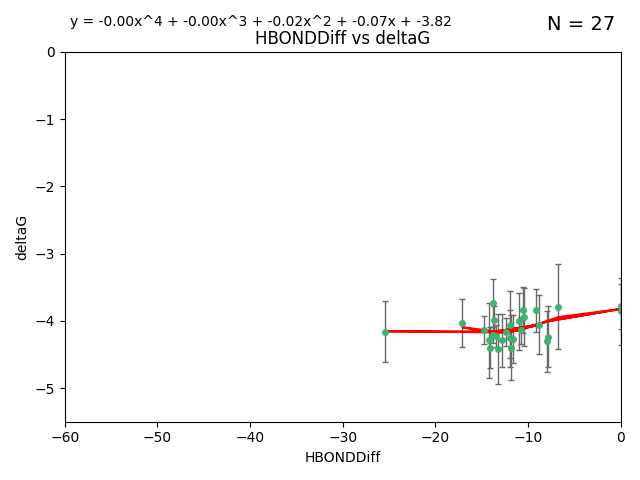 y = -0.00x^4 + -0.00x^3 + -0.02x^2 + -0.07x + -3.82
N = 27
HBONDDiff vs deltaG
0
−1
−2
−3
−4
−5
deltaG
−60 −50 −40 −30 −20 −10 0
HBONDDiff